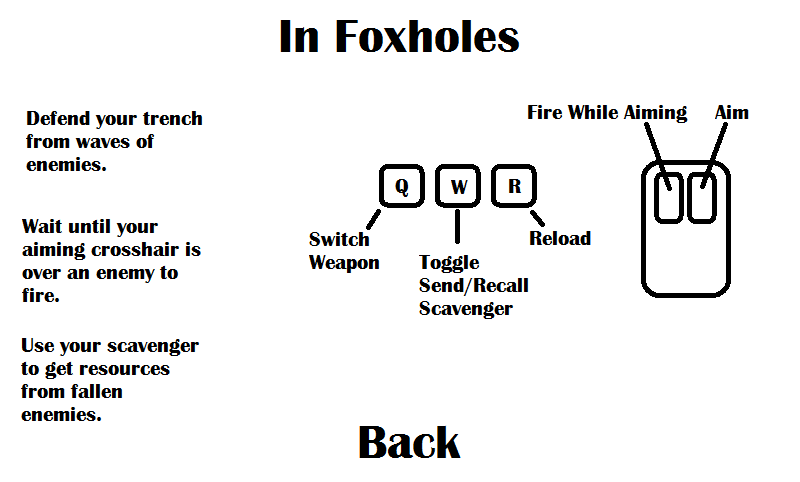 In Foxholes
Defend your trench
from waves of
enemies.
Wait until your
aiming crosshair is
over an enemy to
fire.
Use your scavenger
to get resources
from fallen
enemies.
Q
W
R
Switch
Weapon
Toggle
Send/Recall
Scavenger
Reload
Fire While Aiming
Aim
Back